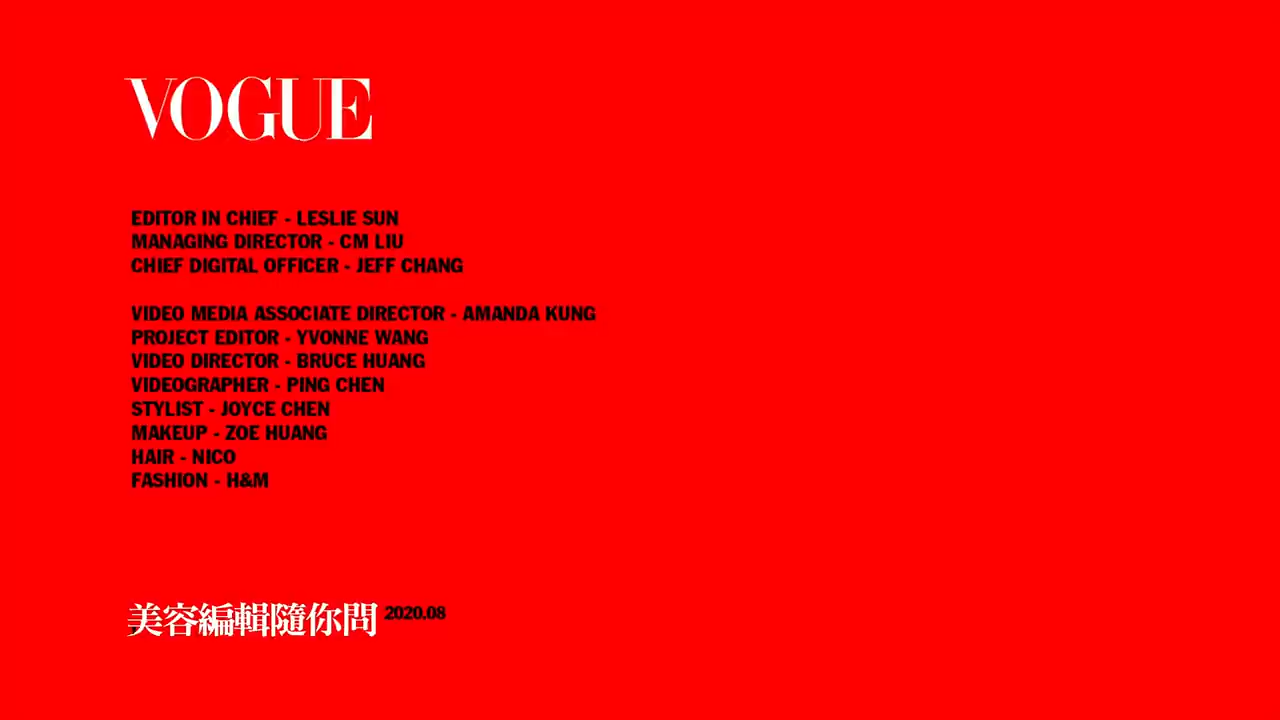 VOGUE
EDITOR IN CHIEF - LESLIE SUN
MANAGING DIRECTOR - CM LIU
CHIEF DIGITAL OFFICER - JEFF CHANG
VIDEO MEDIA ASSOCIATE DIRECTOR - AMANDA KUNG
PROJECT EDITOR - YVONNE WANG
VIDEO DIRECTOR - BRUCE HUANG
VIDEOGRAPHER - PING CHEN
STYLIST - JOYCE CHEN
MAKEUP - ZOE HUANG
HAIR - NICO
FASHION - H&M
美容編輯隨你問 2020.08